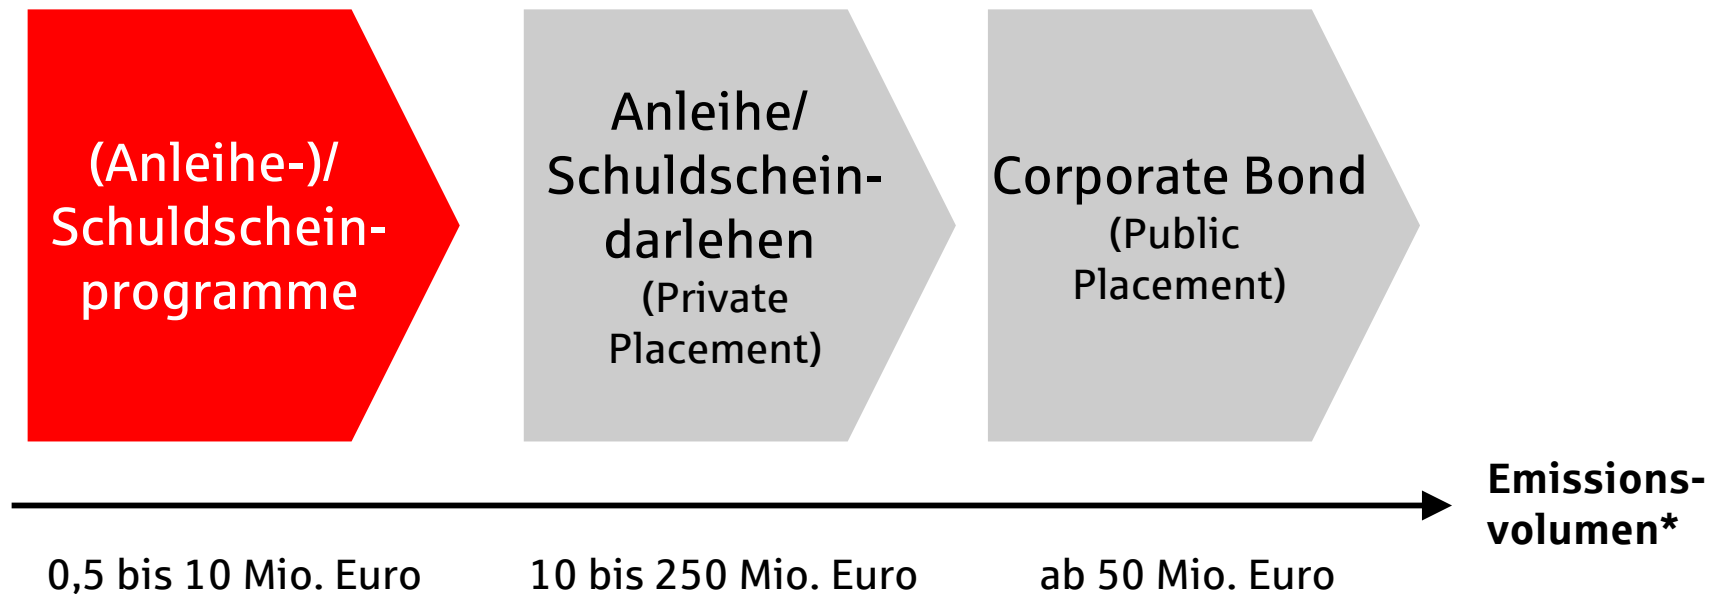 (Anleihe-)/
Schuldschein-
programme
Anleihe/
Schuldschein-
darlehen
(Private
Placement)
Corporate Bond
(Public
Placement)
Emissions-
volumen*
0,5 bis 10 Mio. Euro
10 bis 250 Mio. Euro
ab 50 Mio. Euro